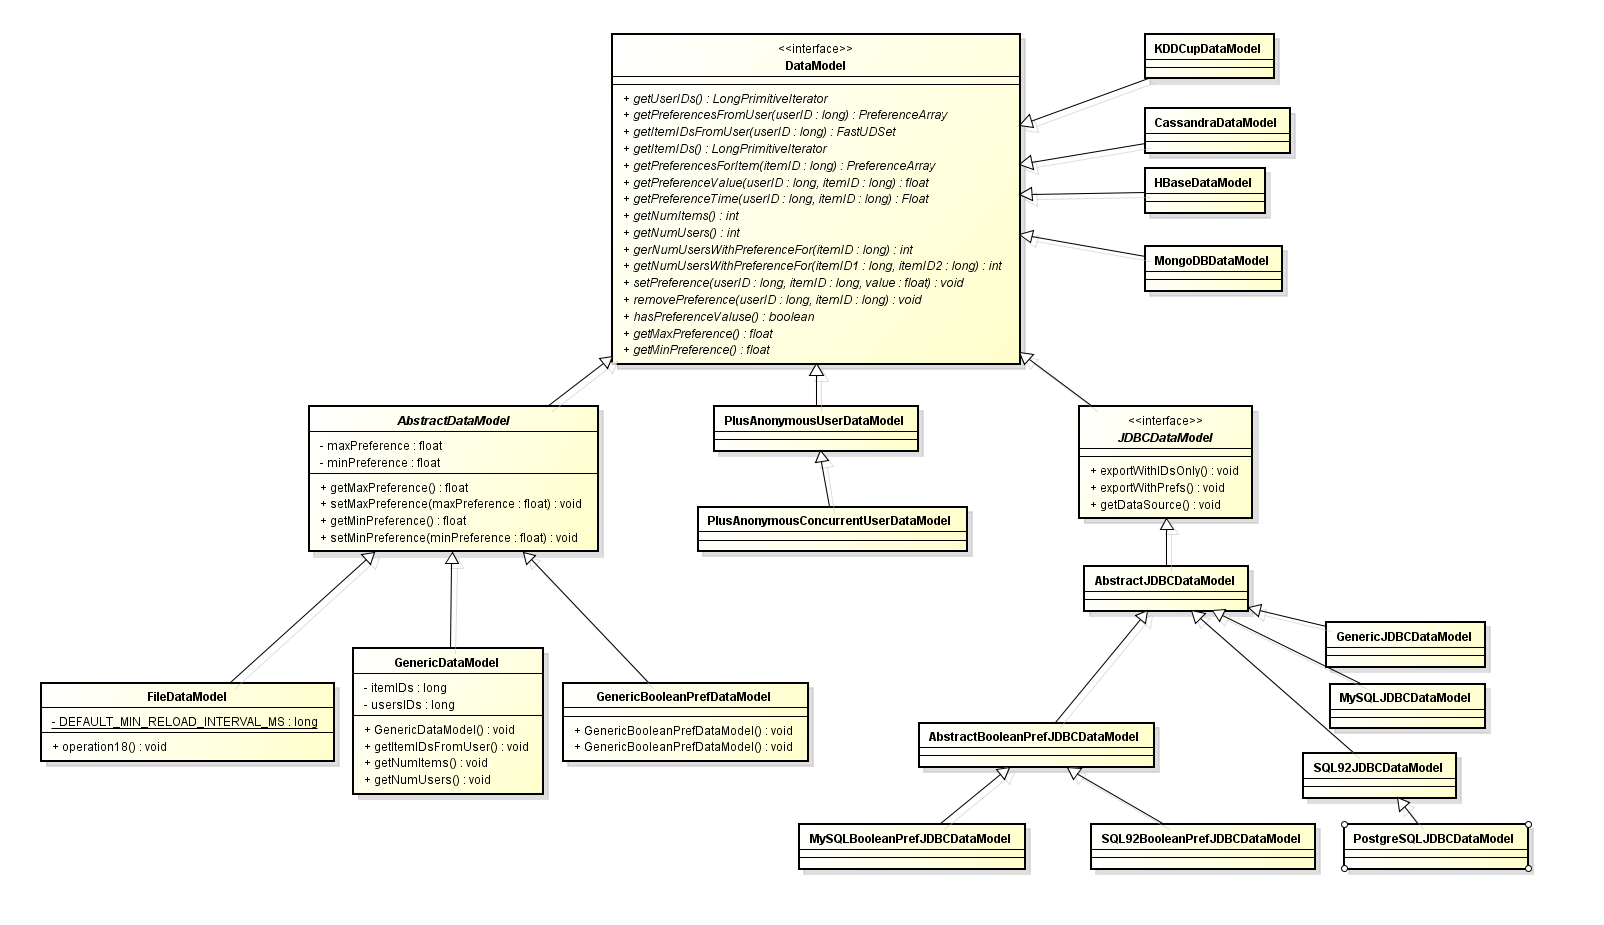 <<interface>>
DataModel
+ getUserIDs() : LongPrimitiveIterator
+ getPreferencesFromUser(userID : long) : PreferenceArray
+ getItemIDsFromUser(userID : long) : FastUDSet
+ getItemIDs() : LongPrimitiveIterator
+ getPreferencesForItem(itemID : long) : PreferenceArray
+ getPreferenceValue(userID : long, itemID : long) : float
+ getPreferenceTime(userID : long, itemID : long) : Float
+ getNumItems() : int
+ getNumUsers() : int
+ gerNumUsersWithPreferenceFor(itemID : long) : int
+ getNumUsersWithPreferenceFor(itemID1 : long, itemID2 : long) : int
+ setPreference(userID : long, itemID : long, value : float) : void
+ removePreference(userID : long, itemID : long) : void
+ hasPreferenceValuse() : boolean
+ getMaxPreference() : float
+ getMinPreference() : float
KDDCupDataModel
CassandraDataModel
HBaseDataModel
MongoDBDataModel
AbstractDataModel
- maxPreference : float
- minPreference : float
+ getMaxPreference() : float
+ setMaxPreference(maxPreference : float) : void
+ getMinPreference() : float
+ setMinPreference(minPreference : float) : void
PlusAnonymousUserDataModel
PlusAnonymousConcurrentUserDataModel
<<interface>>
JDBCDataModel
+ exportWithIDsOnly() : void
+ exportWithPrefs() : void
+ getDataSource() : void
AbstractJDBCDataModel
GenericJDBCDataModel
MySQLJDBCDataModel
FileDataModel
- DEFAULT_MIN_RELOAD_INTERVAL_MS : long
+ operation18() : void
GenericDataModel
- itemIDs : long
- usersIDs : long
+ GenericDataModel() : void
+ getItemIDsFromUser() : void
+ getNumItems() : void
+ getNumUsers() : void
GenericBooleanPrefDataModel
+ GenericBooleanPrefDataModel() : void
+ GenericBooleanPrefDataModel() : void
AbstractBooleanPrefJDBCDataModel
SQL92JDBCDataModel
MySQLBooleanPrefJDBCDataModel
SQL92BooleanPrefJDBCDataModel
PostgreSQLJDBCDataModel